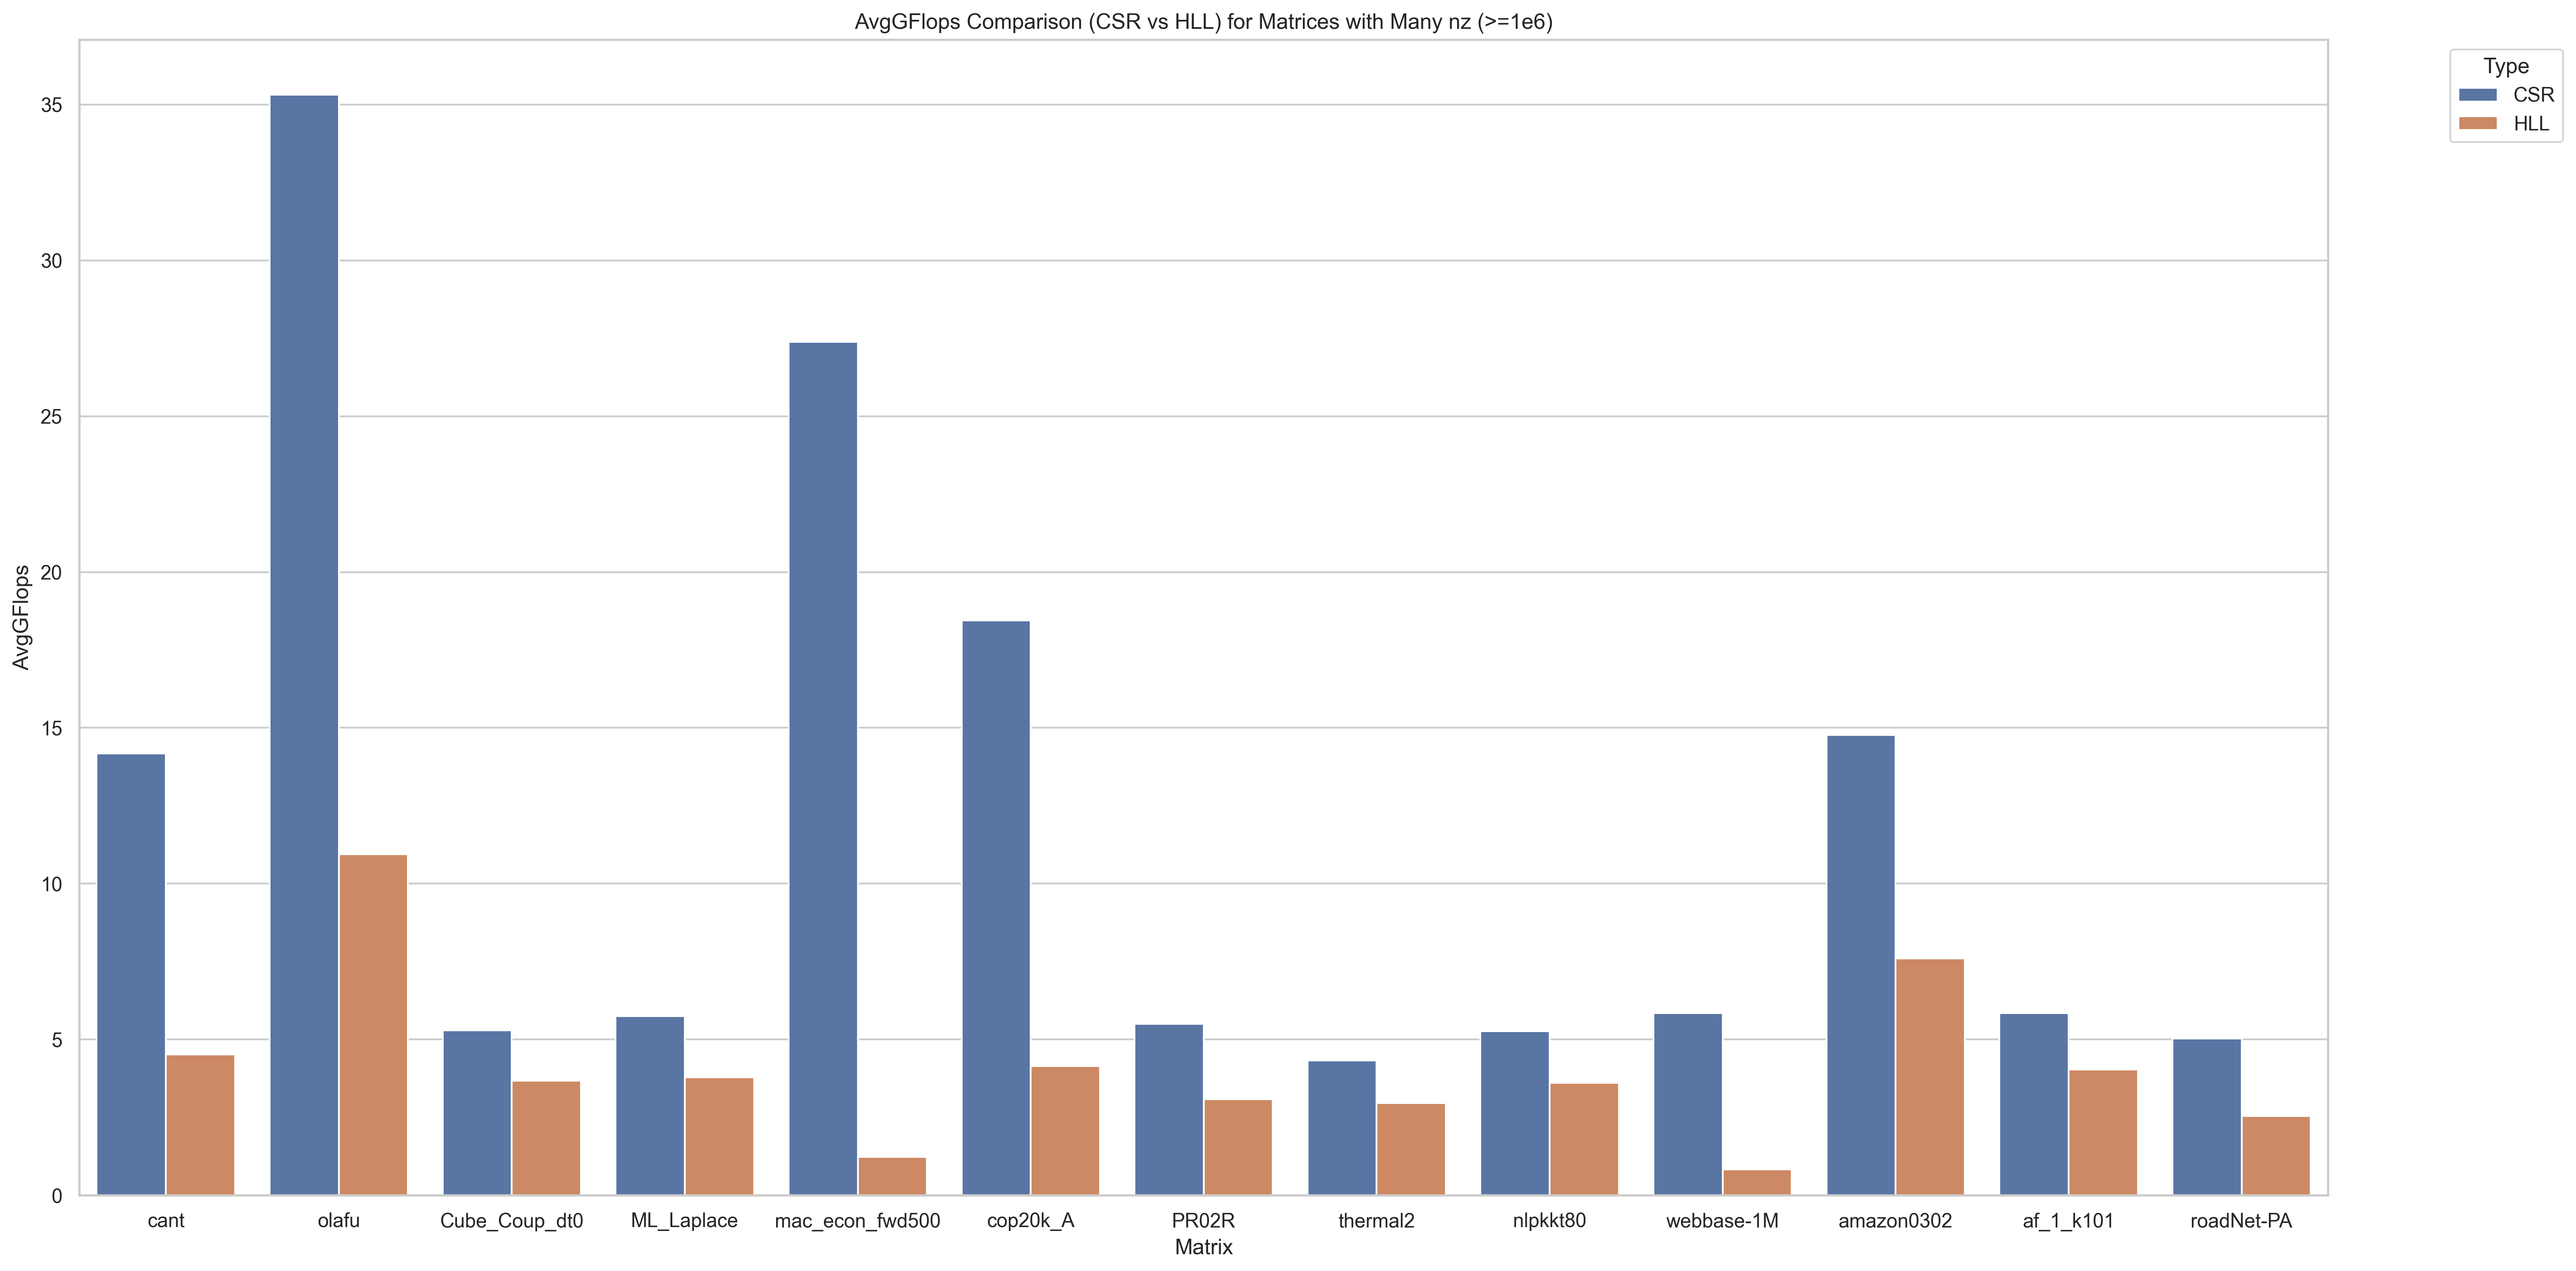 AvgGFlops Comparison (CSR vs HLL) for Matrices with Many nz (>=1e6)
Type
CSR
HLL
AvgGFlops
35
30
25
20
15
10
5
0
cant olafu Cube_Coup_dt0 ML_Laplace mac_econ_fwd500 cop20k_A PR02R thermal2 nlpkkt80 webbase-1M amazon0302 af_1_k101 roadNet-PA
Matrix